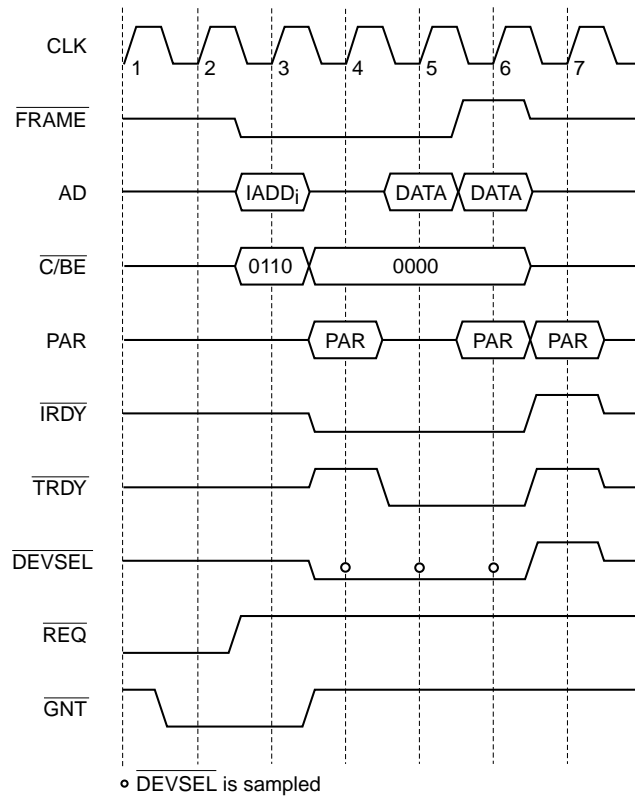 CLK
1 2 3 4 5 6 7
FRAME
AD IADDi DATA DATA
C/BE 0110 0000
PAR PAR PAR PAR
IRDY
TRDY
DEVSEL
REQ
GNT
DEVSEL is sampled